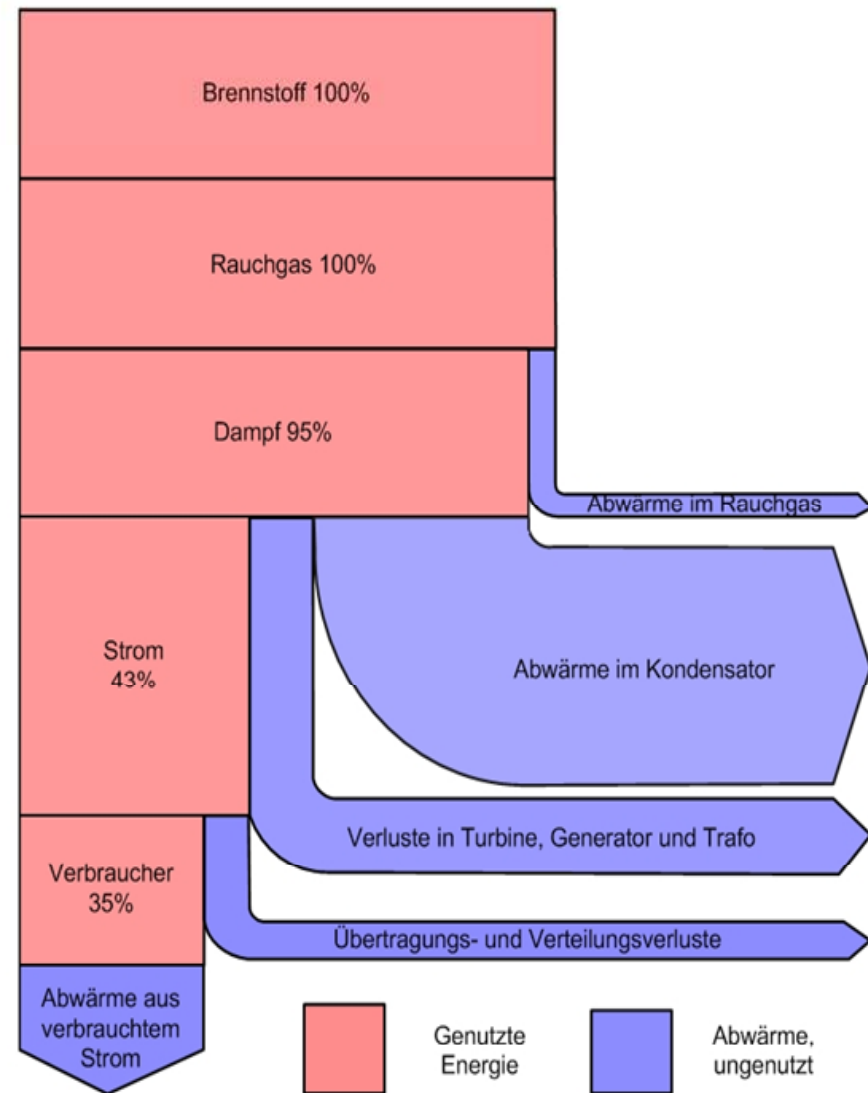 Brennstoff 100%
Rauchgas 100%
Dampf 95%
Abwärme im Rauchgas
Strom
43%
Abwärme im Kondensator
Verluste in Turbine, Generator und Trafo
Verbraucher
35%
Übertragungs- und Verteilungsverluste
Abwärme aus
verbrauchtem
Strom
Genutzte
Energie
Abwärme,
ungenutzt